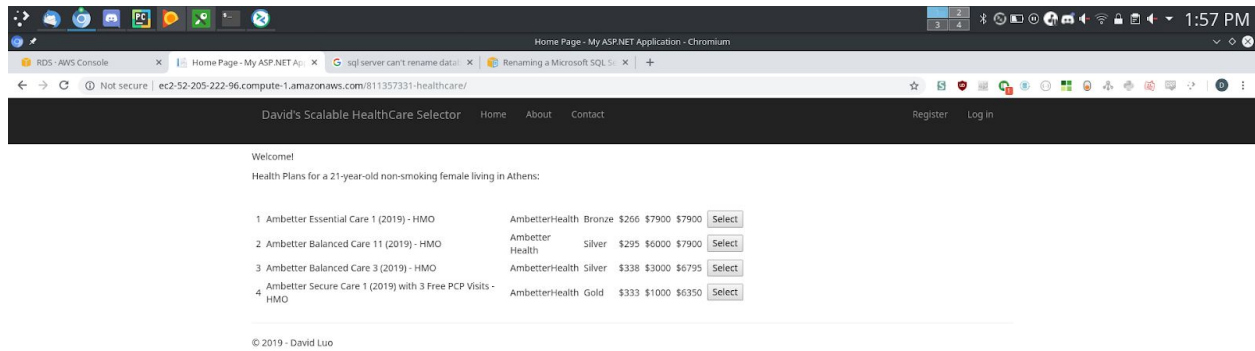 1 2
3 4
1:57 PM
Home Page - My ASP.NET Application - Chromium
RDS · AWS Console
Home Page - My ASP.NET App
sql server can't rename datab
Renaming a Microsoft SQL Se
Not secure | ec2-52-205-222-96.compute-1.amazonaws.com/811357331-healthcare/
David's Scalable HealthCare Selector Home About Contact Register Log in
Welcome!
Health Plans for a 21-year-old non-smoking female living in Athens:
1 Ambetter Essential Care 1 (2019) - HMO AmbetterHealth Bronze $266 $7900 $7900 Select
2 Ambetter Balanced Care 11 (2019) - HMO Ambetter Health Silver $295 $6000 $7900 Select
3 Ambetter Balanced Care 3 (2019) - HMO AmbetterHealth Silver $338 $3000 $6795 Select
4 Ambetter Secure Care 1 (2019) with 3 Free PCP Visits - HMO AmbetterHealth Gold $333 $1000 $6350 Select
© 2019 - David Luo